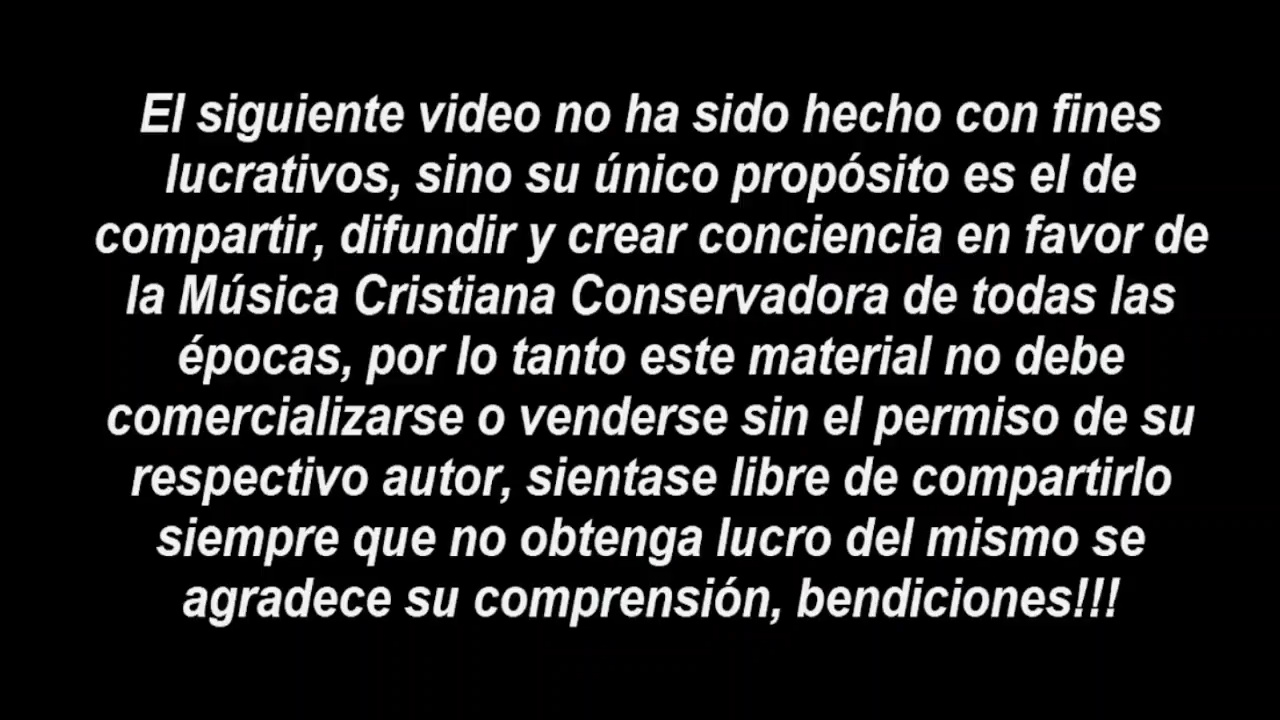 El siguiente video no ha sido hecho con fines
lucrativos, sino su único propósito es el de
compartir, difundir y crear conciencia en favor de
la Música Cristiana Conservadora de todas las
épocas, por lo tanto este material no debe
comercializarse o venderse sin el permiso de su
respectivo autor, sientase libre de compartirlo
siempre que no obtenga lucro del mismo se
agradece su comprensión, bendiciones!!!